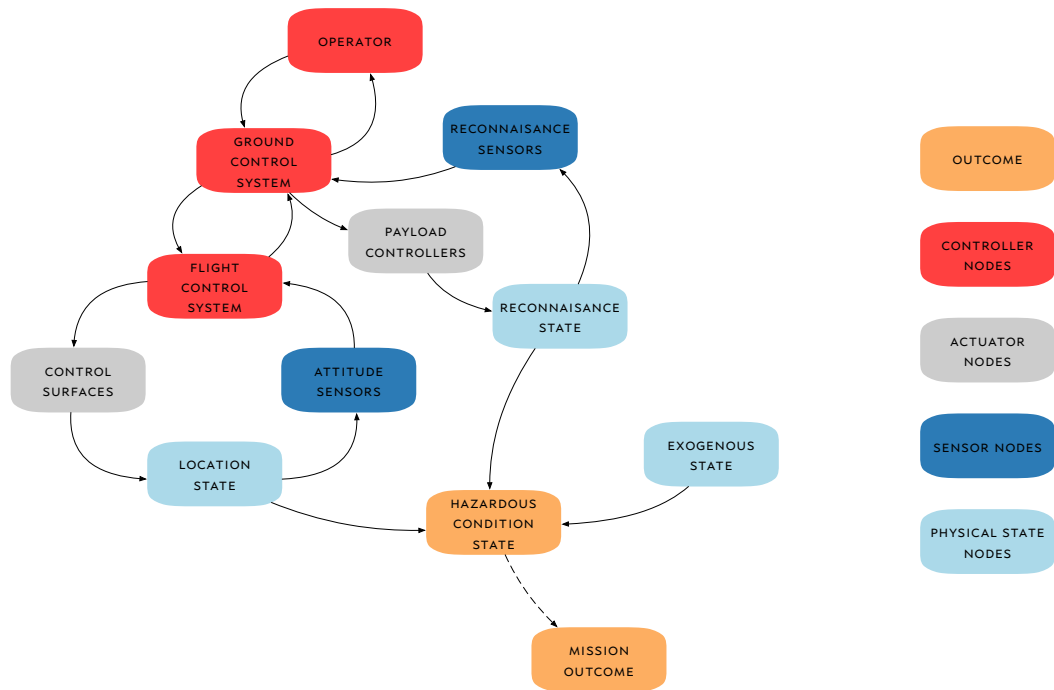 OPERATOR
RECONNAISANCE
SENSORS
GROUND
CONTROL
SYSTEM
PAYLOAD
CONTROLLERS
FLIGHT
CONTROL
SYSTEM
RECONNAISANCE
STATE
CONTROL
SURFACES
ATTITUDE
SENSORS
LOCATION
STATE
EXOGENOUS
STATE
HAZARDOUS
CONDITION
STATE
MISSION
OUTCOME
OUTCOME
CONTROLLER
NODES
ACTUATOR
NODES
SENSOR NODES
PHYSICAL STATE
NODES